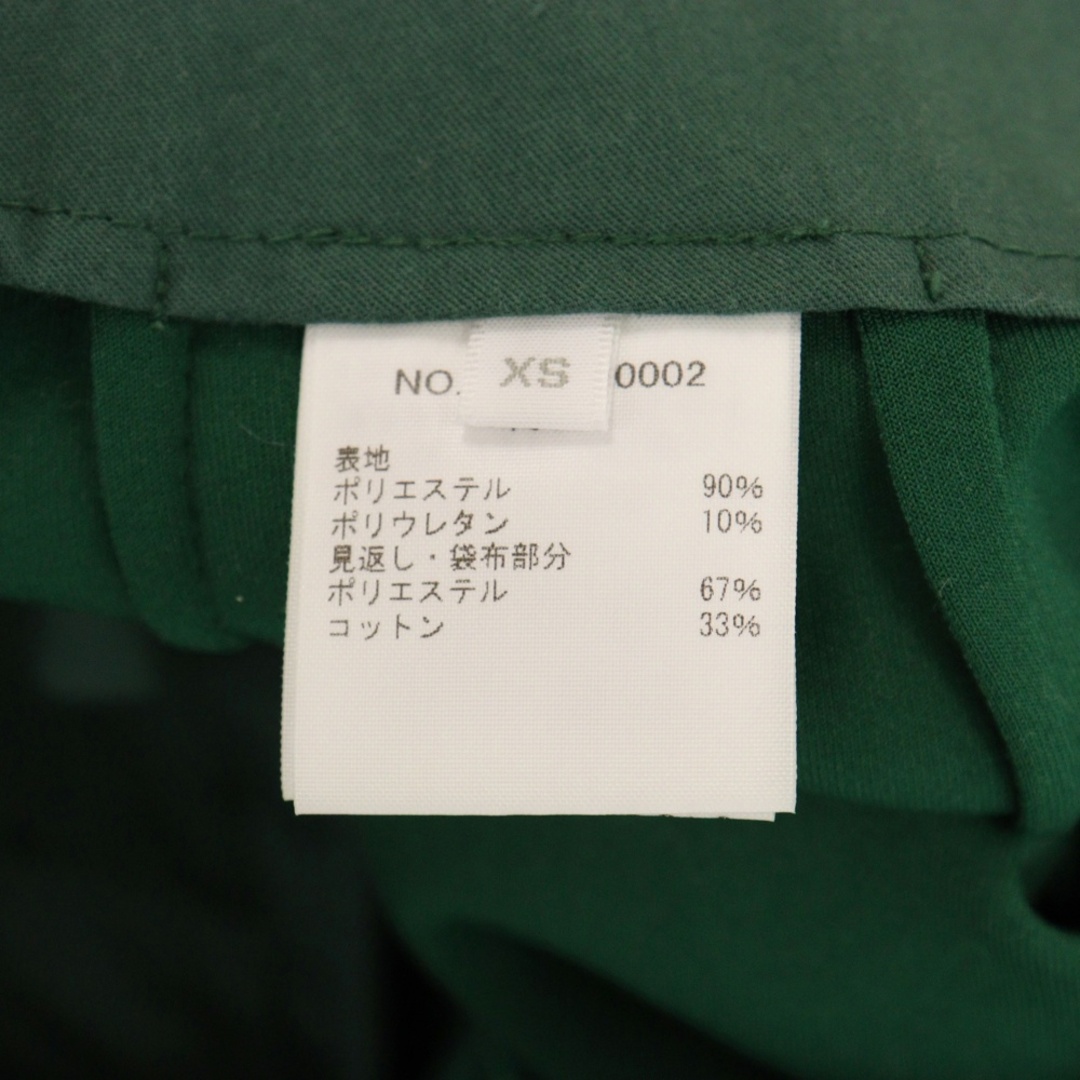 NO. XS 0002
表地
ポリエステル 90%
ポリウレタン 10%
見返し・袋布部分
ポリエステル 67%
コットン 33%